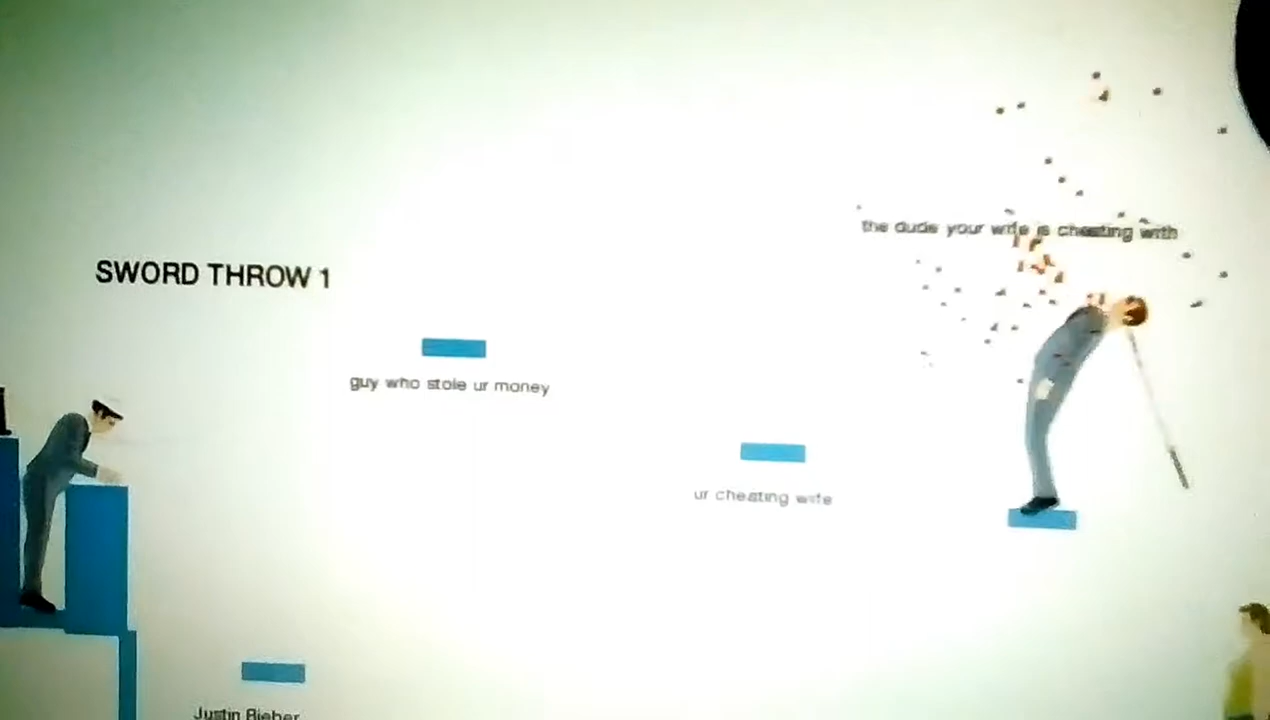 the dude your wife is cheating with
SWORD THROW 1
guy who stole ur money
ur cheating wife
Justin Bieber